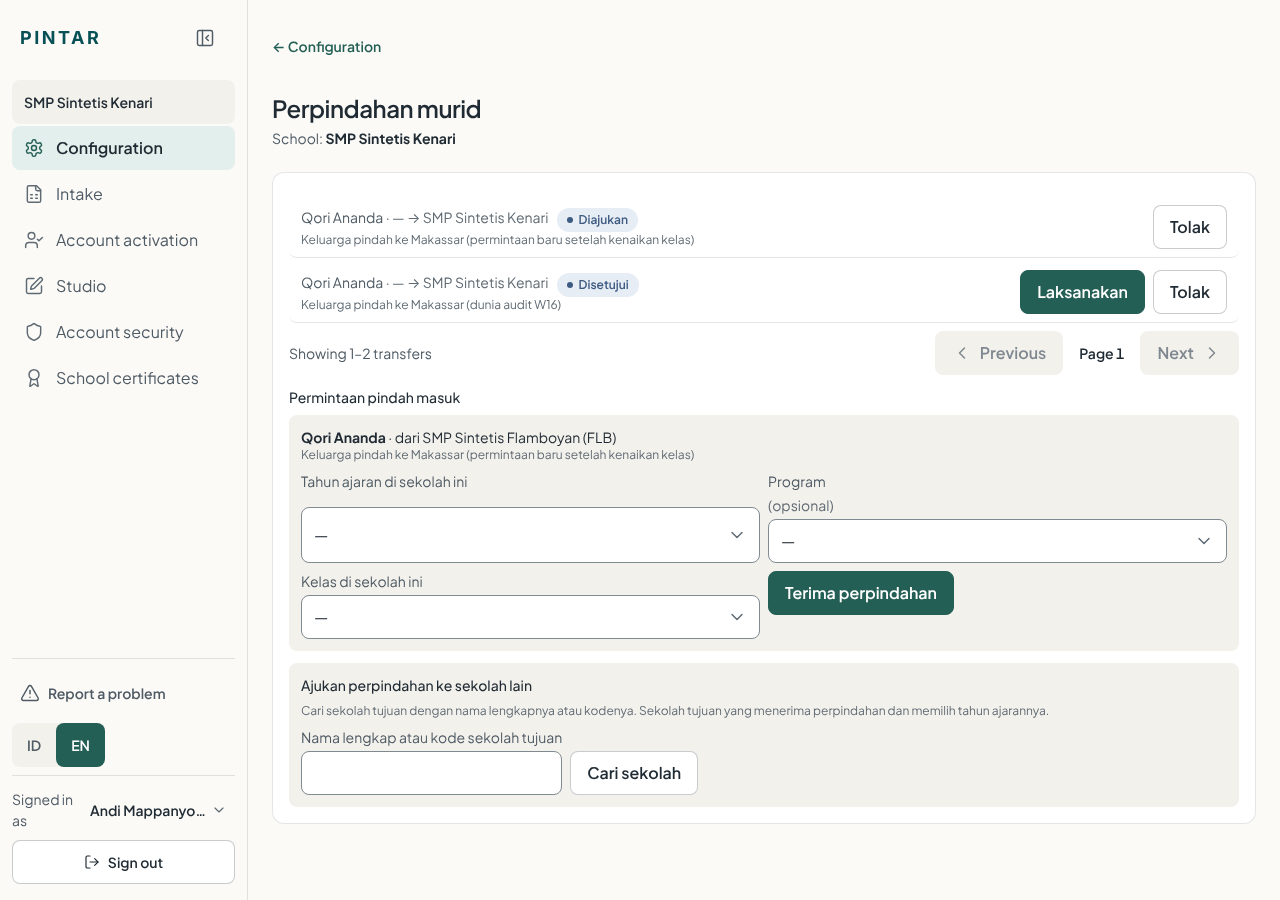 PINTAR
SMP Sintetis Kenari
Configuration
Intake
Account activation
Studio
Account security
School certificates
Report a problem
ID EN
Signed in as
Andi Mappanyo...
Sign out
← Configuration
Perpindahan murid
School: SMP Sintetis Kenari
Qori Ananda · — → SMP Sintetis Kenari Diajukan
Keluarga pindah ke Makassar (permintaan baru setelah kenaikan kelas)
Tolak
Qori Ananda · — → SMP Sintetis Kenari Disetujui
Keluarga pindah ke Makassar (dunia audit W16)
Laksanakan Tolak
Showing 1–2 transfers
Previous Page 1 Next
Permintaan pindah masuk
Qori Ananda · dari SMP Sintetis Flamboyan (FLB)
Keluarga pindah ke Makassar (permintaan baru setelah kenaikan kelas)
Tahun ajaran di sekolah ini
—
Program
(opsional)
—
Kelas di sekolah ini
—
Terima perpindahan
Ajukan perpindahan ke sekolah lain
Cari sekolah tujuan dengan nama lengkapnya atau kodenya. Sekolah tujuan yang menerima perpindahan dan memilih tahun ajarannya.
Nama lengkap atau kode sekolah tujuan
Cari sekolah